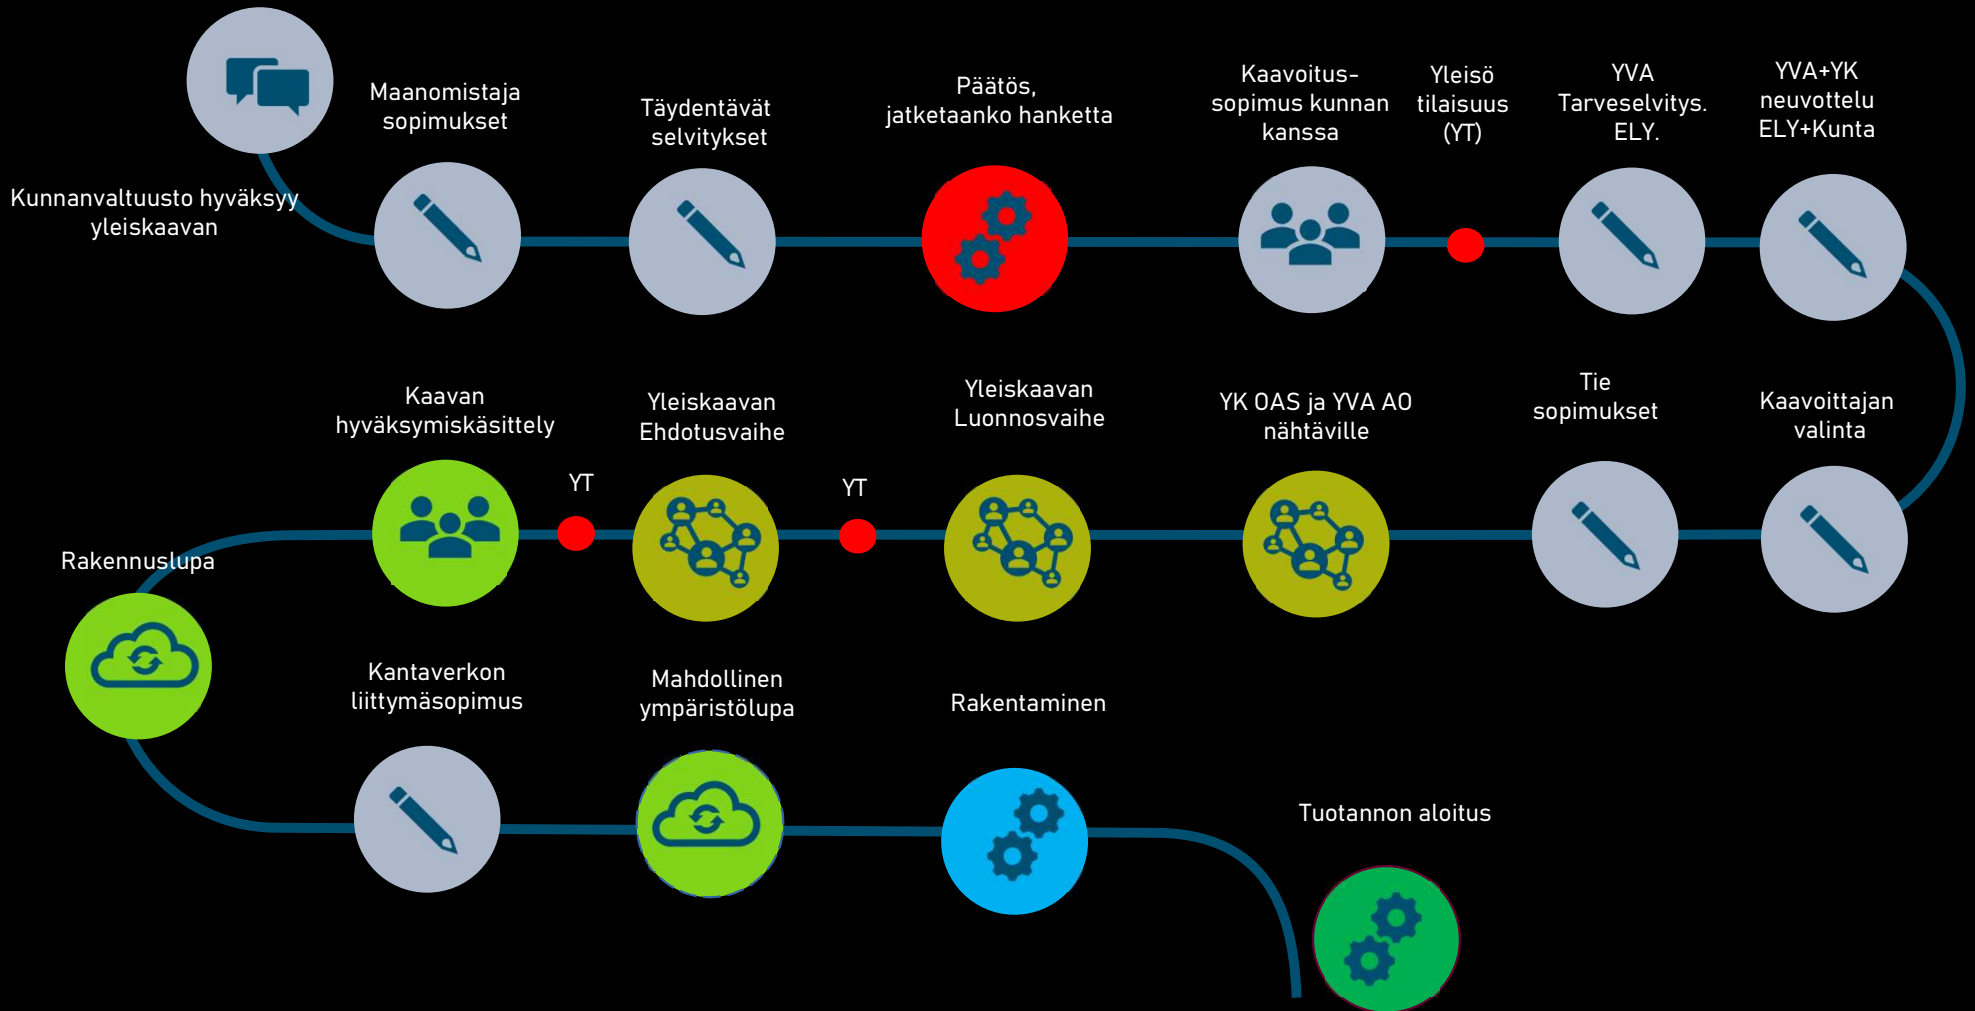 Kunnanvaltuusto hyväksyy
yleiskaavan
Maanomistaja
sopimukset
Täydentävät
selvitykset
Päätös,
jatketaanko hanketta
Kaavoitus-
sopimus kunnan
kanssa
Yleisö
tilaisuus
(YT)
YVA
Tarveselvitys.
ELY.
YVA+YK
neuvottelu
ELY+Kunta
Kaavoittajan
valinta
Tie
sopimukset
YK OAS ja YVA AO
nähtäville
Yleiskaavan
Luonnosvaihe
YT
Yleiskaavan
Ehdotusvaihe
YT
Kaavan
hyväksymiskäsittely
Rakennuslupa
Kantaverkon
liittymäsopimus
Mahdollinen
ympäristölupa
Rakentaminen
Tuotannon aloitus